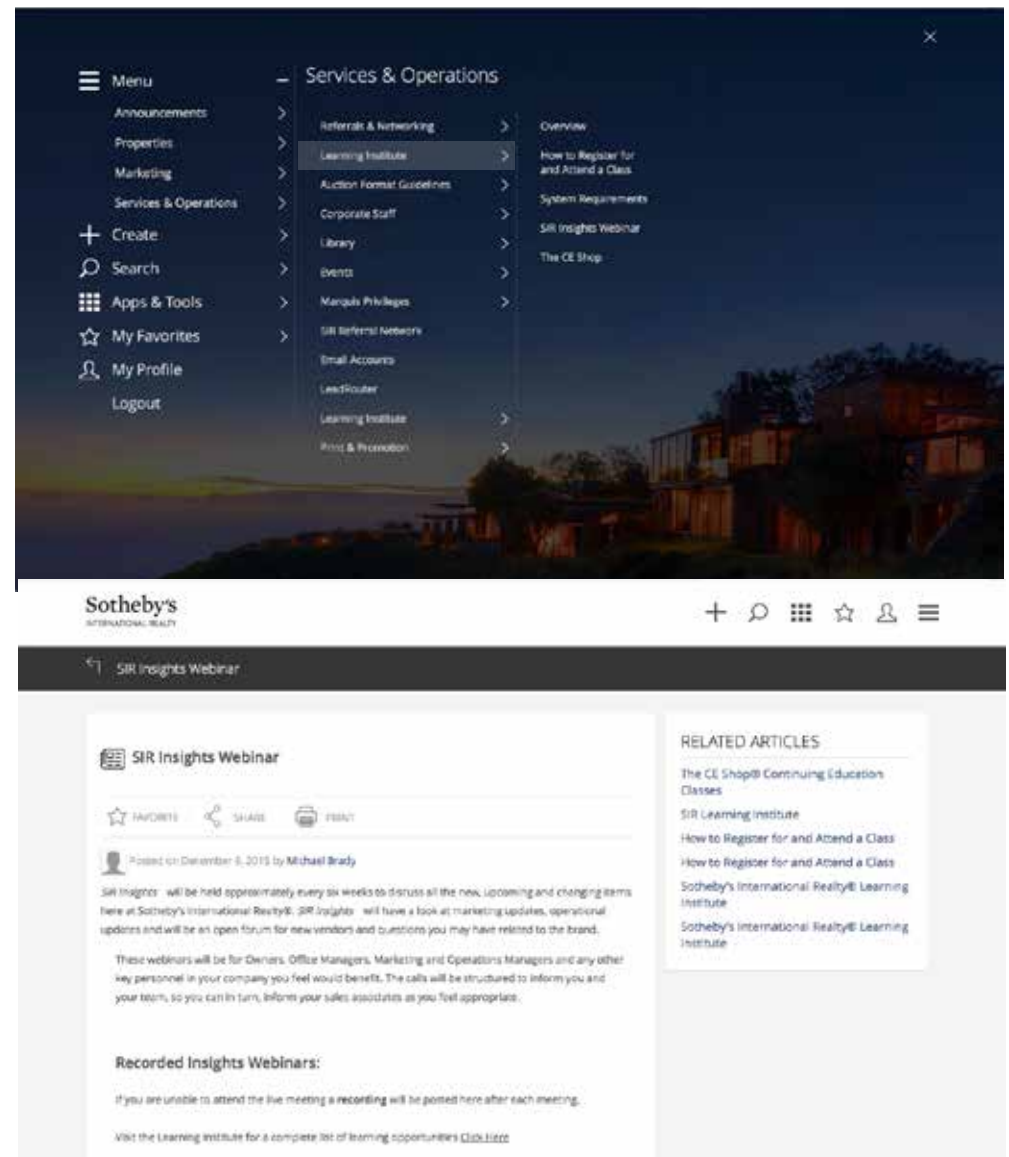 Menu
Announcements
Properties
Marketing
Services & Operations
Create
Search
Apps & Tools
My Favorites
My Profile
Logout
Services & Operations
Referrals & Networking
Learning Institute
Auction Format Guidelines
Corporate Staff
Library
Events
Marquis Privileges
SIR Referral Network
Email Accounts
LeadRouter
Learning Institute
Print & Promotion
Overview
How to Register for
and Attend a Class
System Requirements
SIR Insights Webinar
The CE Shop
Sotheby's
INTERNATIONAL REALTY
SIR Insights Webinar
SIR Insights Webinar
FAVORITE SHARE PRINT
Posted on December 8, 2015 by Michael Brady
SIR Insights will be held approximately every six weeks to discuss all the new, upcoming and changing items
here at Sotheby's International Realty®. SIR Insights will have a look at marketing updates, operational
updates and will be an open forum for new vendors and questions you may have related to the brand.
These webinars will be for Owners, Office Managers, Marketing and Operations Managers and any other
key personnel in your company you feel would benefit. The calls will be structured to inform you and
your team, so you can in turn, inform your sales associates as you feel appropriate.
Recorded Insights Webinars:
If you are unable to attend the live meeting a recording will be posted here after each meeting.
Visit the Learning Institute for a complete list of learning opportunities Click Here
RELATED ARTICLES
The CE Shop® Continuing Education
Classes
SIR Learning Institute
How to Register for and Attend a Class
How to Register for and Attend a Class
Sotheby's International Realty® Learning
Institute
Sotheby's International Realty® Learning
Institute